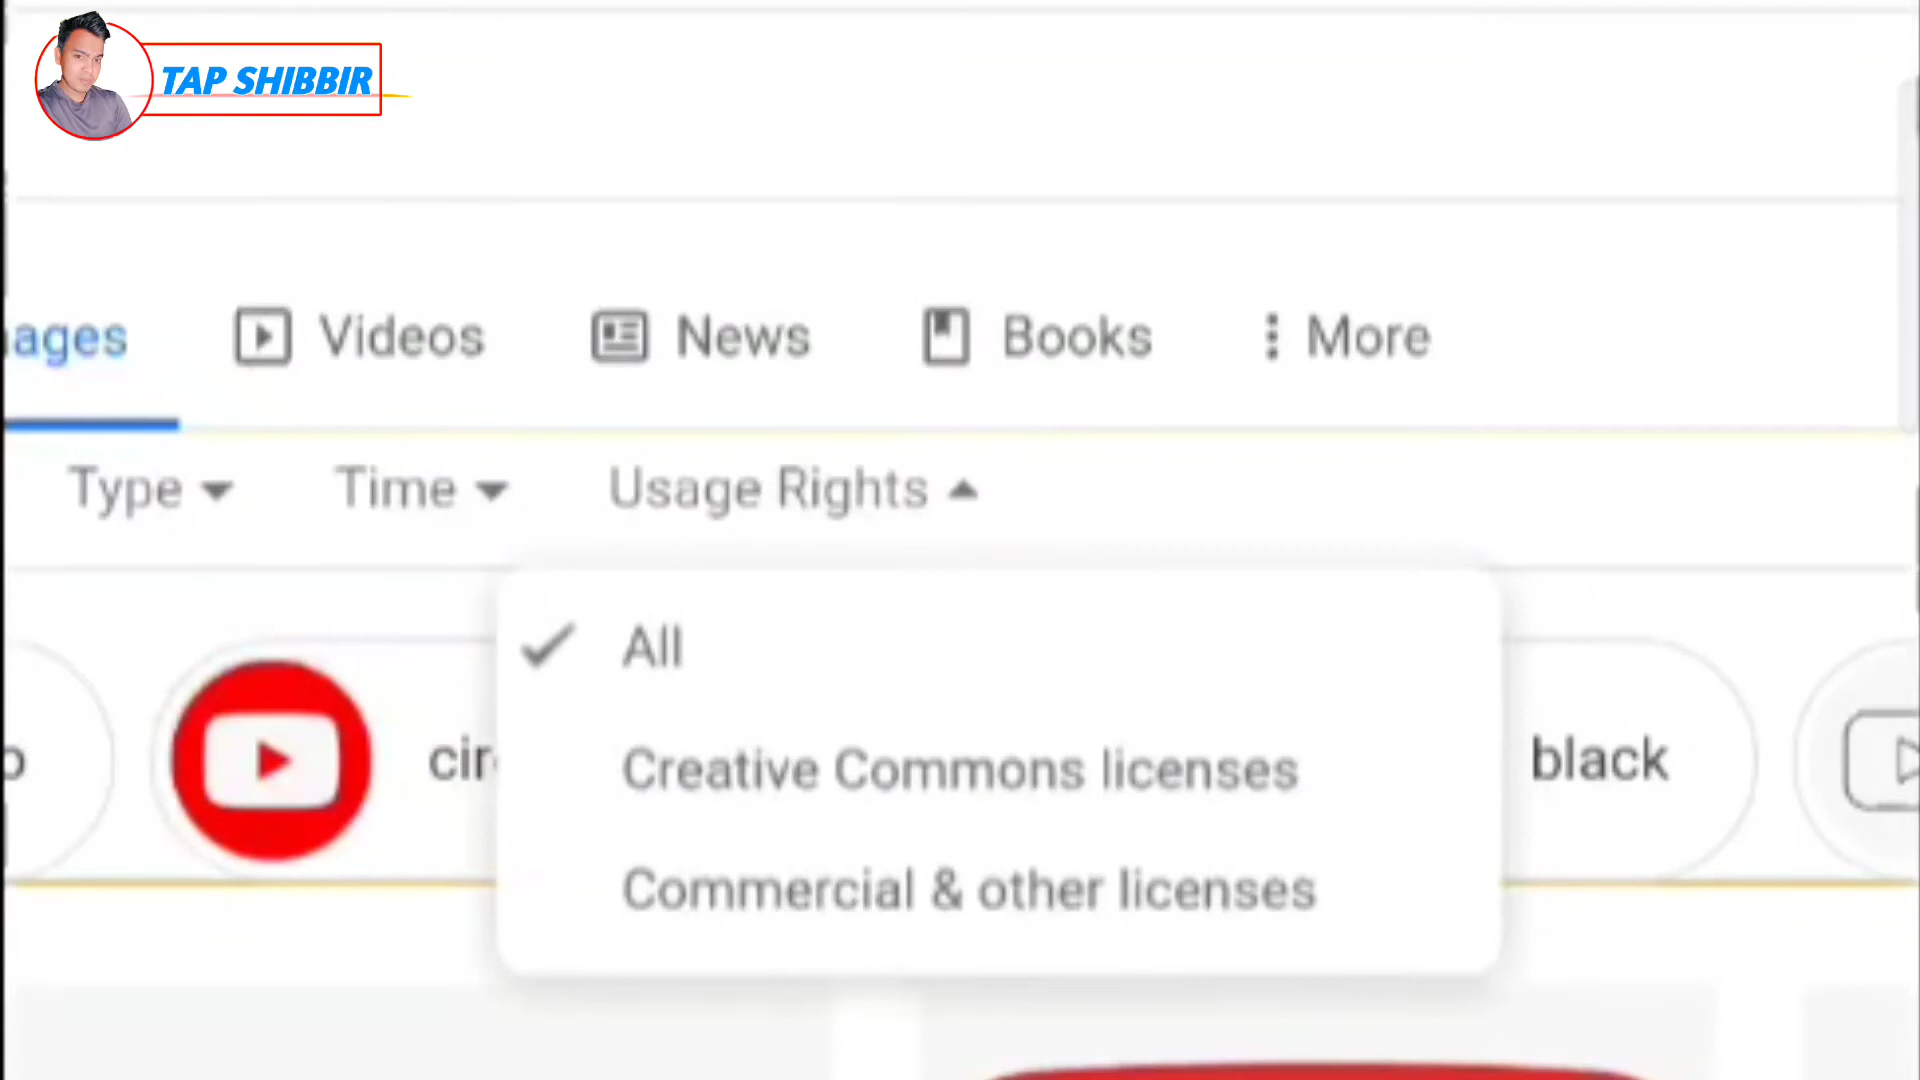 TAP SHIBBIR
ages Videos News Books More
Type Time Usage Rights
All
Creative Commons licenses
black
Commercial & other licenses